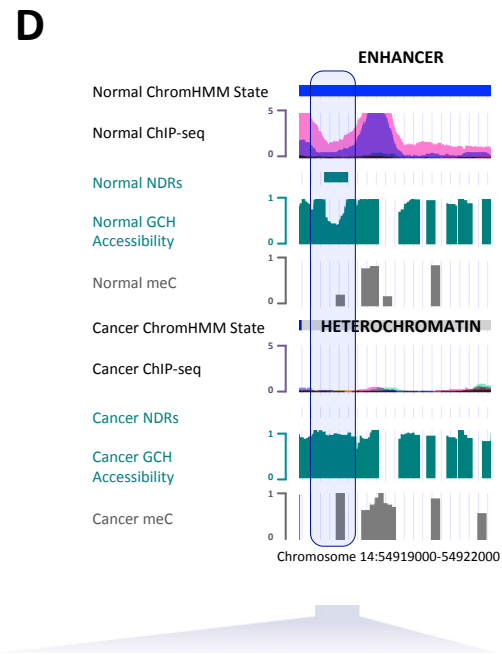 D
ENHANCER
Normal ChromHMM State
5
Normal ChIP-seq
0
Normal NDRs
1
Normal GCH
Accessibility
0
1
Normal meC
0
Cancer ChromHMM State
HETEROCHROMATIN
5
Cancer ChIP-seq
0
Cancer NDRs
1
Cancer GCH
Accessibility
0
1
Cancer meC
0
Chromosome 14:54919000-54922000